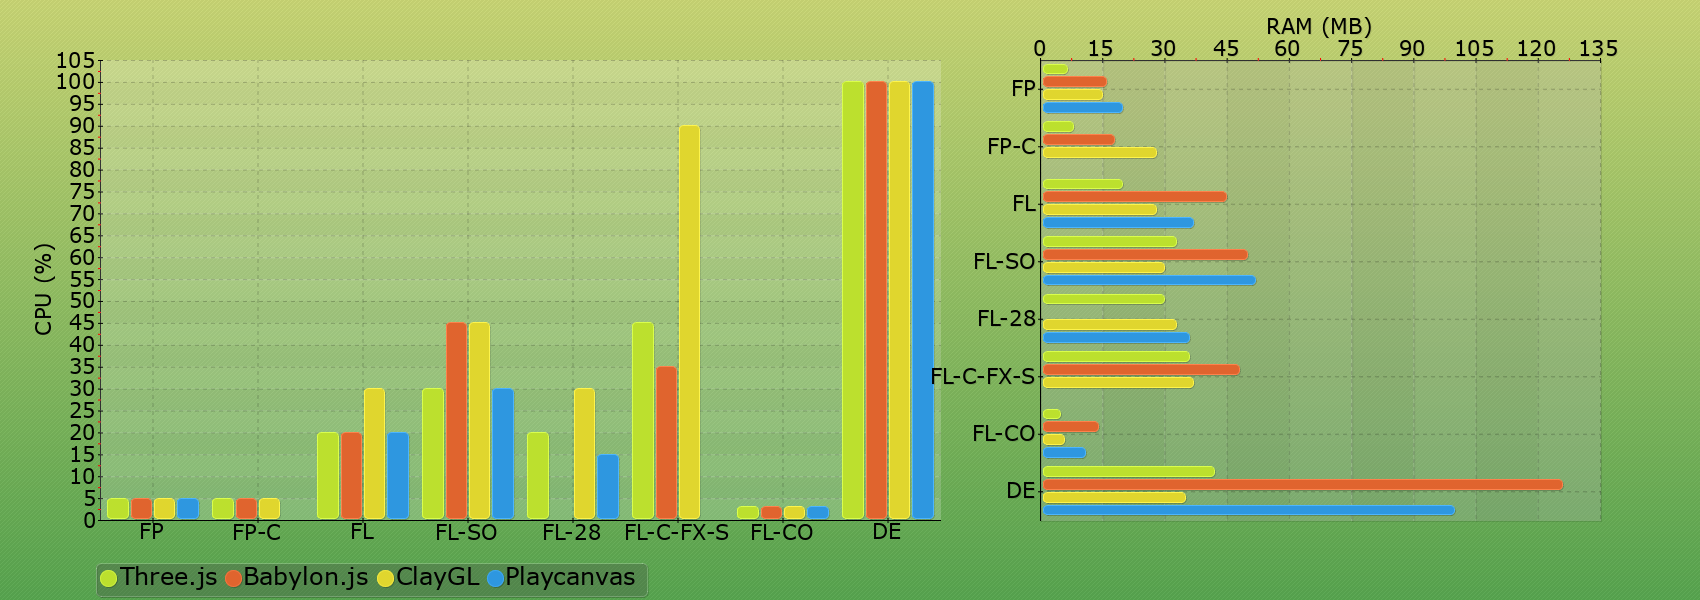 105
100
95
90
85
80
75
70
65
60
55
50
45
40
35
30
25
20
15
10
5
0
CPU (%)
FP FP-C FL FL-SO FL-28 FL-C-FX-S FL-CO DE
Three.js Babylon.js ClayGL Playcanvas
RAM (MB)
0 15 30 45 60 75 90 105 120 135
FP
FP-C
FL
FL-SO
FL-28
FL-C-FX-S
FL-CO
DE